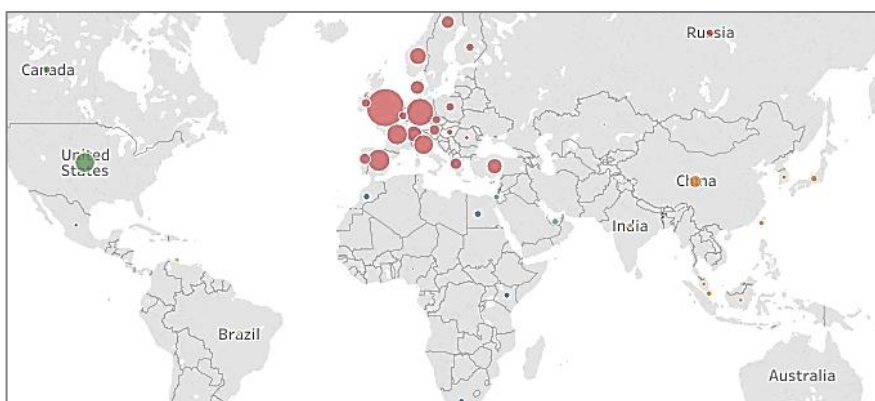 Russia
Canada
United
States
China
India
Brazil
Australia